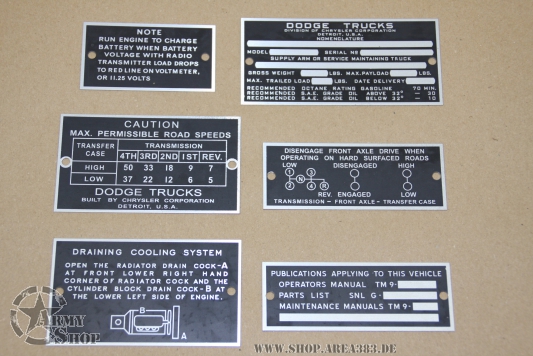 NOTE
RUN ENGINE TO CHARGE
BATTERY WHEN BATTERY
VOLTAGE WITH RADIO
TRANSMITTER LOAD DROPS
TO RED LINE ON VOLTMETER,
OR 11.25 VOLTS
DODGE TRUCKS
DIVISION OF CHRYSLER CORPORATION
DETROIT, U.S.A.
NOMENCLATURE
MODEL SERIAL NO
SUPPLY ARM OR SERVICE MAINTAINING TRUCK
GROSS WEIGHT LBS. MAX. PAYLOAD LBS.
MAX. TRAILED LOAD LBS. DATE DELIVERY
RECOMMENDED OCTANE RATING GASOLINE 70 MIN.
RECOMMENDED S.A.E. GRADE OIL ABOVE 32° - 30
RECOMMENDED S.A.E. GRADE OIL BELOW 32° - 10
CAUTION
MAX. PERMISSIBLE ROAD SPEEDS
TRANSFER CASE TRANSMISSION
4TH 3RD 2ND 1ST REV.
HIGH 50 33 18 9 7
LOW 37 22 12 6 5
DODGE TRUCKS
BUILT BY CHRYSLER CORPORATION
DETROIT, U.S.A.
DISENGAGE FRONT AXLE DRIVE WHEN
OPERATING ON HARD SURFACED ROADS
LOW DISENGAGED HIGH
1 3
N
2 4 R
REV. ENGAGED LOW
TRANSMISSION - FRONT AXLE - TRANSFER CASE
DRAINING COOLING SYSTEM
OPEN THE RADIATOR DRAIN COCK-A
AT FRONT LOWER RIGHT HAND
CORNER OF RADIATOR COCK AND THE
CYLINDER BLOCK DRAIN COCK-B AT
THE LOWER LEFT SIDE OF ENGINE.
B
A
PUBLICATIONS APPLYING TO THIS VEHICLE
OPERATORS MANUAL TM 9-
PARTS LIST SNL G-
MAINTENANCE MANUALS TM 9-
ARMY
SHOP
WWW.SHOP.AREA383.DE